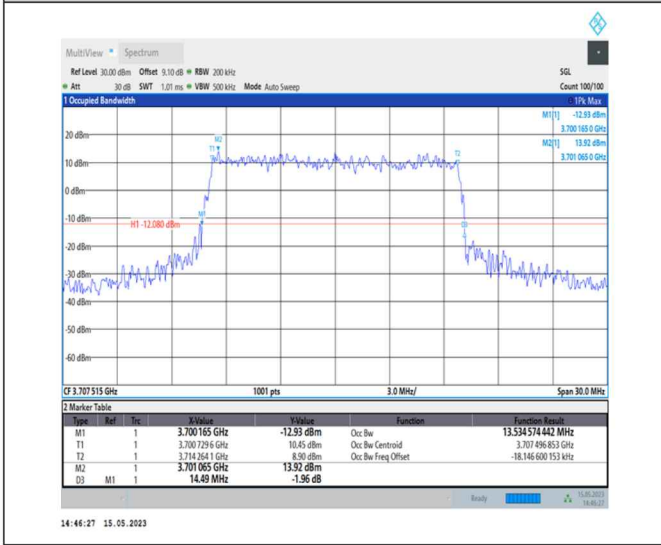 MultiView Spectrum
Ref Level 30.00 dBm Offset 9.10 dB RBW 200 kHz SGL
Att 30 dB SWT 1.01 ms VBW 500 kHz Mode Auto Sweep Count 100/100
1 Occupied Bandwidth 1Pk Max
M1[1] -12.93 dBm
3.700 165 0 GHz
M2[1] 13.92 dBm
3.701 065 0 GHz
20 dBm
M2
T1
T2
10 dBm
0 dBm
-10 dBm
M1
H1 -12.080 dBm
D3
-20 dBm
-30 dBm
-40 dBm
-50 dBm
-60 dBm
CF 3.707 515 GHz 1001 pts 3.0 MHz/ Span 30.0 MHz
2 Marker Table
Type Ref Trc X-Value Y-Value Function Function Result
M1 1 3.700 165 GHz -12.93 dBm Occ Bw 13.534 574 442 MHz
T1 1 3.700 729 6 GHz 10.45 dBm Occ Bw Centroid 3.707 496 853 GHz
T2 1 3.714 264 1 GHz 8.90 dBm Occ Bw Freq Offset -18.146 600 153 kHz
M2 1 3.701 065 GHz 13.92 dBm
D3 M1 1 14.49 MHz -1.96 dB
Ready 15.05.2023
14:46:27
14:46:27 15.05.2023